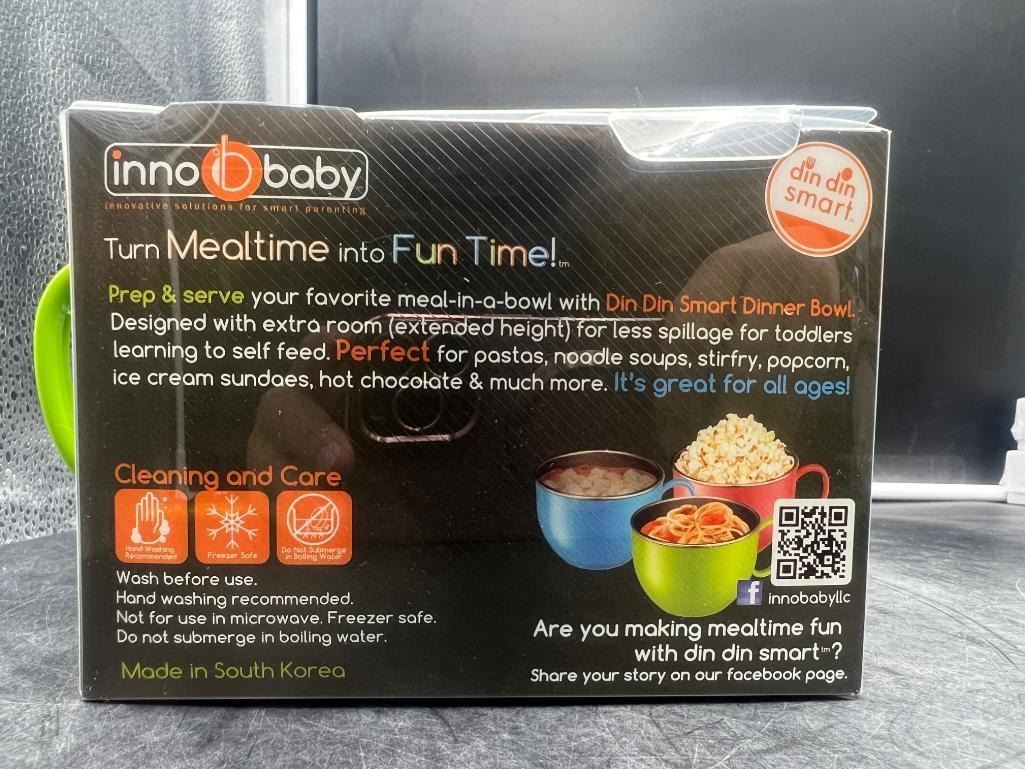 inno b baby
innovative solutions for smart parenting
din din
smart™
Turn Mealtime into Fun Time!tm
Prep & serve your favorite meal-in-a-bowl with Din Din Smart Dinner Bowl.
Designed with extra room (extended height) for less spillage for toddlers
learning to self feed. Perfect for pastas, noodle soups, stirfry, popcorn,
ice cream sundaes, hot chocolate & much more. It's great for all ages!
Cleaning and Care
Hand Washing
Recommended
Freezer Safe
Do Not Submerge
in Boiling Water
Wash before use.
Hand washing recommended.
Not for use in microwave. Freezer safe.
Do not submerge in boiling water.
Made in South Korea
f innobabyllc
Are you making mealtime fun
with din din smart™?
Share your story on our facebook page.